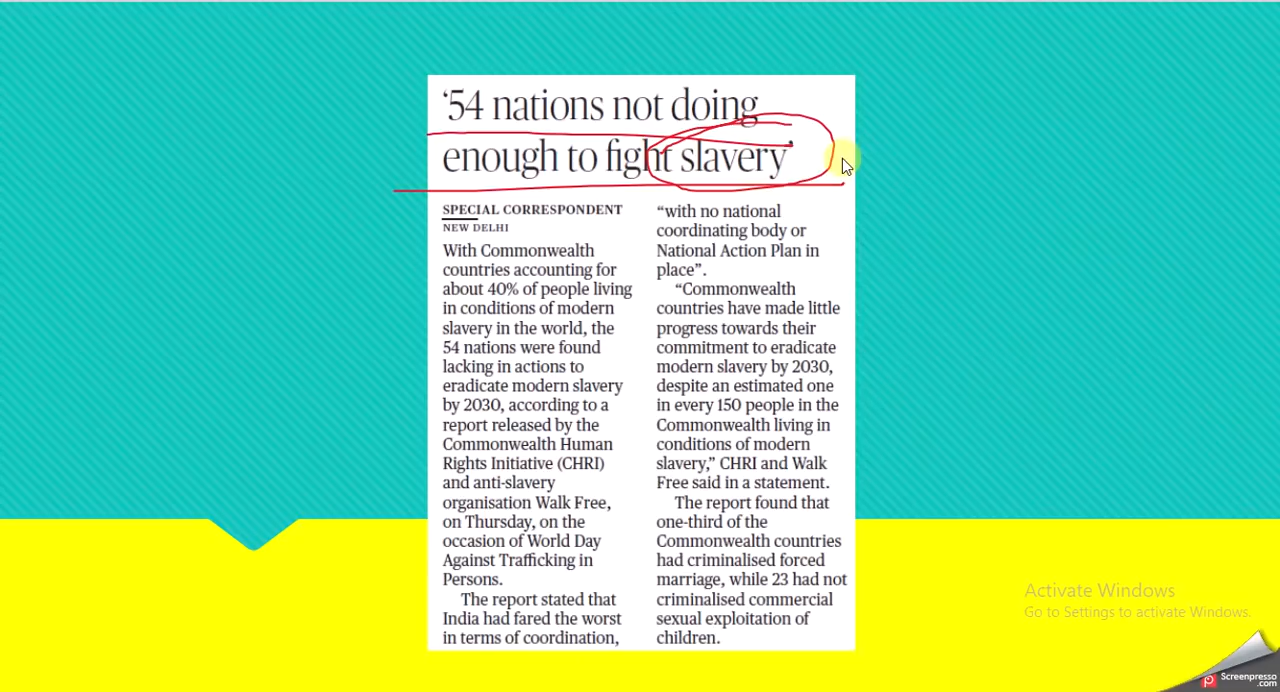 ‘54 nations not doing
enough to fight slavery’
SPECIAL CORRESPONDENT
NEW DELHI
With Commonwealth
countries accounting for
about 40% of people living
in conditions of modern
slavery in the world, the
54 nations were found
lacking in actions to
eradicate modern slavery
by 2030, according to a
report released by the
Commonwealth Human
Rights Initiative (CHRI)
and anti-slavery
organisation Walk Free,
on Thursday, on the
occasion of World Day
Against Trafficking in
Persons.
The report stated that
India had fared the worst
in terms of coordination,
“with no national
coordinating body or
National Action Plan in
place”.
“Commonwealth
countries have made little
progress towards their
commitment to eradicate
modern slavery by 2030,
despite an estimated one
in every 150 people in the
Commonwealth living in
conditions of modern
slavery,” CHRI and Walk
Free said in a statement.
The report found that
one-third of the
Commonwealth countries
had criminalised forced
marriage, while 23 had not
criminalised commercial
sexual exploitation of
children.
Activate Windows
Go to Settings to activate Windows.
Screenpresso
.com